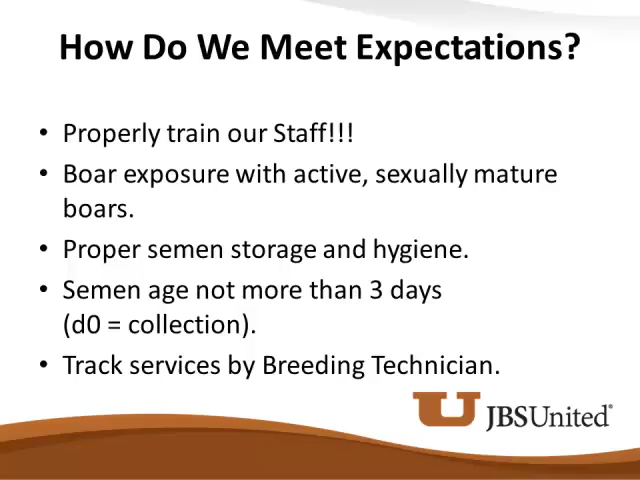 How Do We Meet Expectations?
• Properly train our Staff!!!
• Boar exposure with active, sexually mature
boars.
• Proper semen storage and hygiene.
• Semen age not more than 3 days
(d0 = collection).
• Track services by Breeding Technician.
JBSUnited®